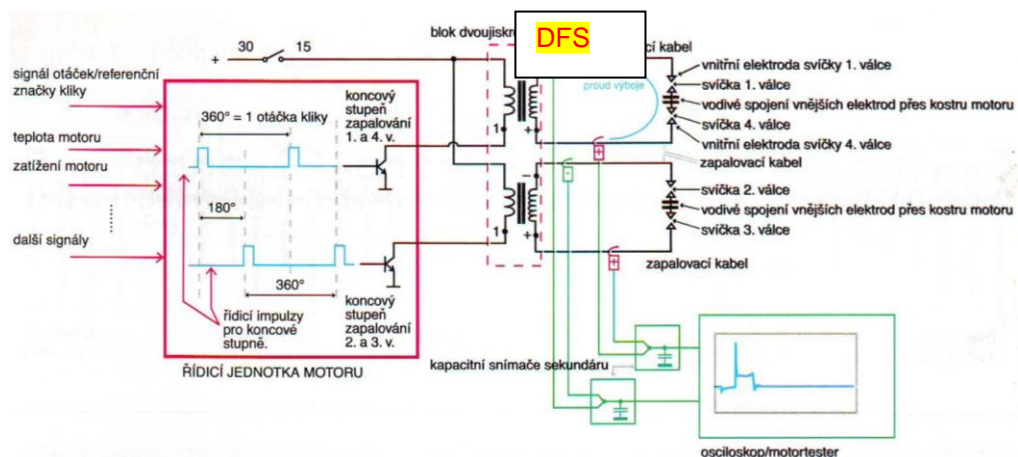 blok dvoujiskr
DFS
cí kabel
+ 30 15
signál otáček/referenční
značky kliky
teplota motoru
zatížení motoru
další signály
360° = 1 otáčka kliky
180°
360°
řídicí impulzy
pro koncové
stupně.
koncový
stupeň
zapalování
1. a 4. v.
koncový
stupeň
zapalování
2. a 3. v.
ŘÍDICÍ JEDNOTKA MOTORU
1
+
proud výboje
1
−
+
+
-
+
vnitřní elektroda svíčky 1. válce
svíčka 1. válce
vodivé spojení vnějších elektrod přes kostru motoru
svíčka 4. válce
vnitřní elektroda svíčky 4. válce
zapalovací kabel
svíčka 2. válce
vodivé spojení vnějších elektrod přes kostru motoru
svíčka 3. válce
zapalovací kabel
kapacitní snímače sekundáru
osciloskop/motortester